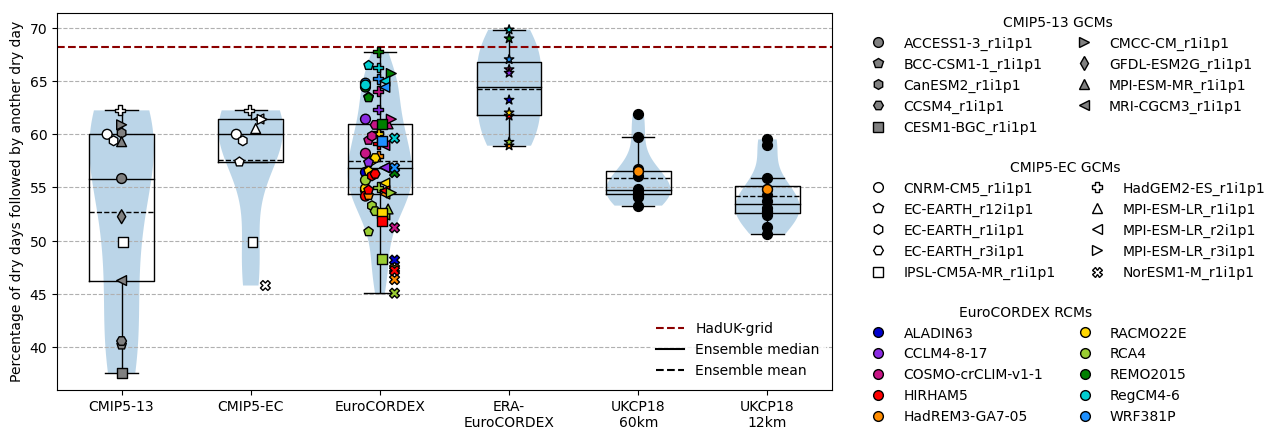 Percentage of dry days followed by another dry day
70
65
60
55
50
45
40
HadUK-grid
Ensemble median
Ensemble mean
CMIP5-13
CMIP5-EC
EuroCORDEX
ERA-
EuroCORDEX
UKCP18
60km
UKCP18
12km
CMIP5-13 GCMs
ACCESS1-3_r1i1p1
BCC-CSM1-1_r1i1p1
CanESM2_r1i1p1
CCSM4_r1i1p1
CESM1-BGC_r1i1p1
CMCC-CM_r1i1p1
GFDL-ESM2G_r1i1p1
MPI-ESM-MR_r1i1p1
MRI-CGCM3_r1i1p1
CMIP5-EC GCMs
CNRM-CM5_r1i1p1
EC-EARTH_r12i1p1
EC-EARTH_r1i1p1
EC-EARTH_r3i1p1
IPSL-CM5A-MR_r1i1p1
HadGEM2-ES_r1i1p1
MPI-ESM-LR_r1i1p1
MPI-ESM-LR_r2i1p1
MPI-ESM-LR_r3i1p1
NorESM1-M_r1i1p1
EuroCORDEX RCMs
ALADIN63
CCLM4-8-17
COSMO-crCLIM-v1-1
HIRHAM5
HadREM3-GA7-05
RACMO22E
RCA4
REMO2015
RegCM4-6
WRF381P